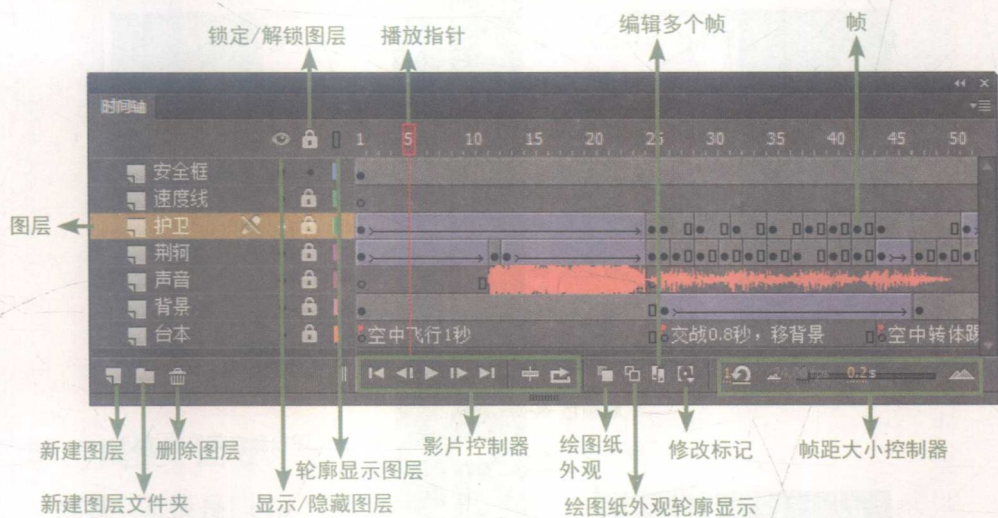 锁定/解锁图层
播放指针
编辑多个帧
帧
时间轴
1 5 10 15 20 25 30 35 40 45 50
安全框
速度线
图层
护卫
荆轲
声音
背景
台本
空中飞行1秒
交战0.8秒，移背景
空中转体踢
1
24.00 fps
0.2s
新建图层
删除图层
轮廓显示图层
影片控制器
绘图纸
外观
修改标记
帧距大小控制器
新建图层文件夹
显示/隐藏图层
绘图纸外观轮廓显示